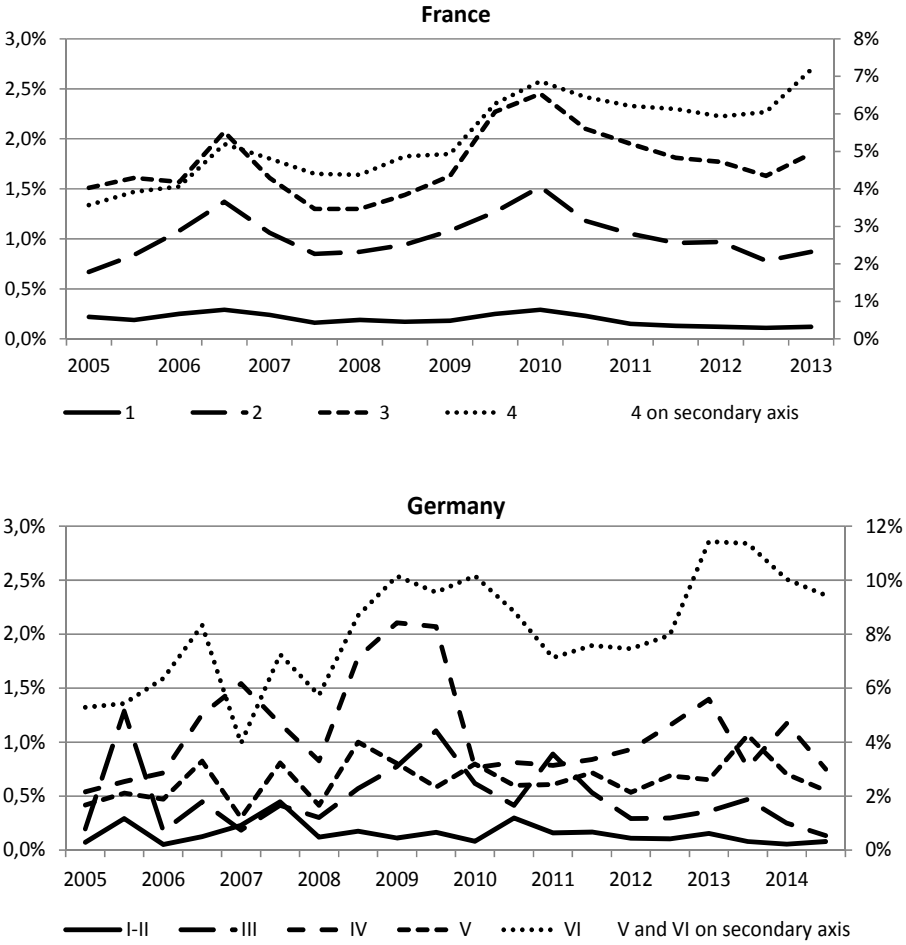 France
3,0% 8%
2,5% 7%
6%
2,0% 5%
1,5% 4%
1,0% 3%
2%
0,5% 1%
0,0% 0%
2005 2006 2007 2008 2009 2010 2011 2012 2013
1 2 3 4 4 on secondary axis
Germany
3,0% 12%
2,5% 10%
2,0% 8%
1,5% 6%
1,0% 4%
0,5% 2%
0,0% 0%
2005 2006 2007 2008 2009 2010 2011 2012 2013 2014
I-II III IV V VI V and VI on secondary axis